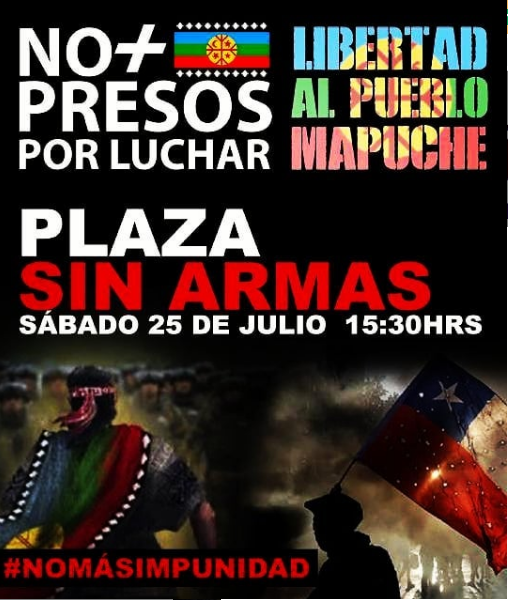 NO+
PRESOS
POR LUCHAR
LIBERTAD
AL PUEBLO
MAPUCHE
PLAZA
SIN ARMAS
SÁBADO 25 DE JULIO 15:30HRS
#NOMÁSIMPUNIDAD